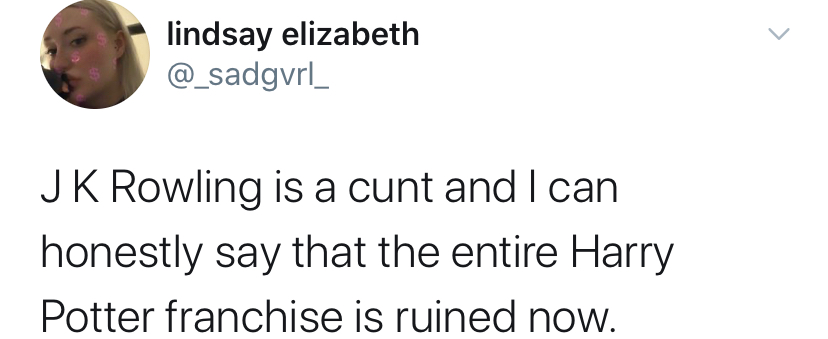 lindsay elizabeth
@_sadgvrl_
J K Rowling is a cunt and I can
honestly say that the entire Harry
Potter franchise is ruined now.